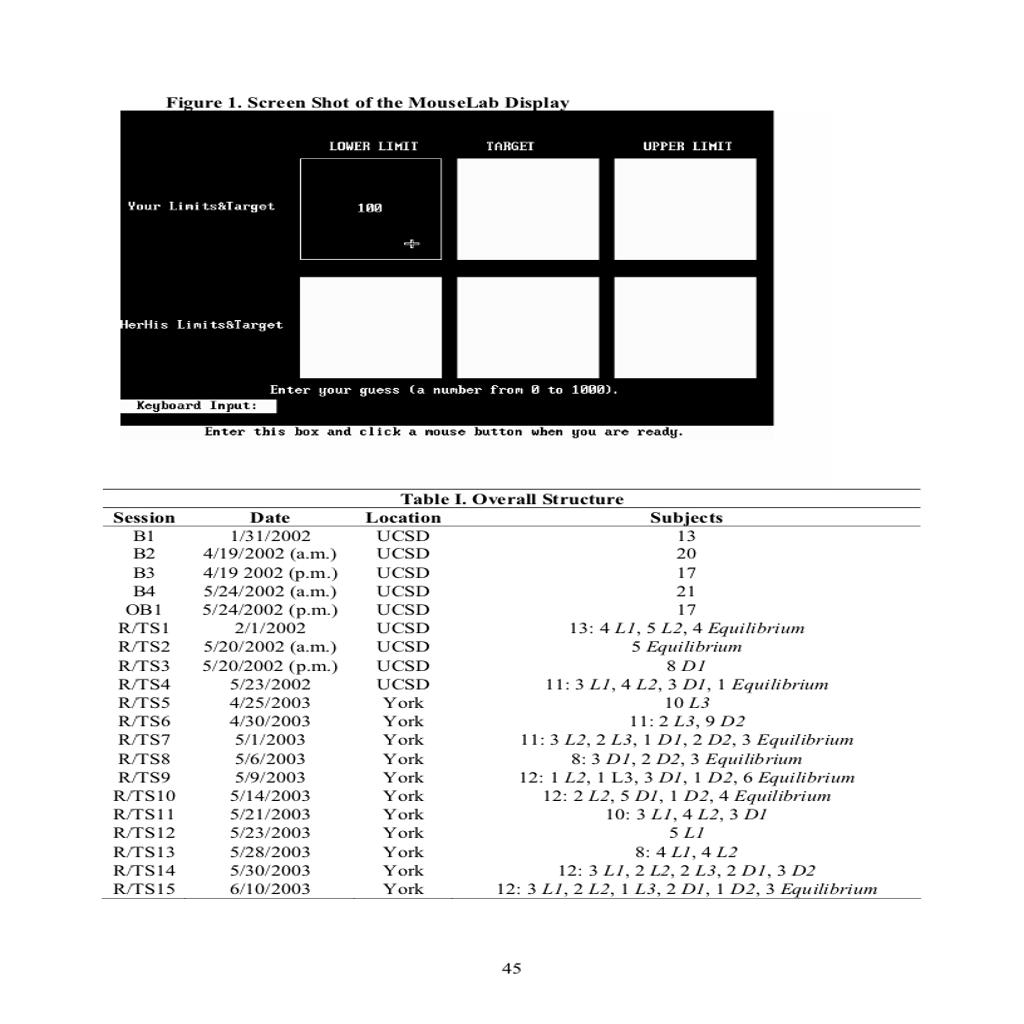 Figure 1. Screen Shot of the MouseLab Display
LOWER LIMIT TARGET UPPER LIMIT
Your Limits&Target 100
HerHis Limits&Target
Enter your guess (a number from 0 to 1000).
Keyboard Input:
Enter this box and click a mouse button when you are ready.
Table I. Overall Structure
Session Date Location Subjects
B1 1/31/2002 UCSD 13
B2 4/19/2002 (a.m.) UCSD 20
B3 4/19 2002 (p.m.) UCSD 17
B4 5/24/2002 (a.m.) UCSD 21
OB1 5/24/2002 (p.m.) UCSD 17
R/TS1 2/1/2002 UCSD 13: 4 L1, 5 L2, 4 Equilibrium
R/TS2 5/20/2002 (a.m.) UCSD 5 Equilibrium
R/TS3 5/20/2002 (p.m.) UCSD 8 D1
R/TS4 5/23/2002 UCSD 11: 3 L1, 4 L2, 3 D1, 1 Equilibrium
R/TS5 4/25/2003 York 10 L3
R/TS6 4/30/2003 York 11: 2 L3, 9 D2
R/TS7 5/1/2003 York 11: 3 L2, 2 L3, 1 D1, 2 D2, 3 Equilibrium
R/TS8 5/6/2003 York 8: 3 D1, 2 D2, 3 Equilibrium
R/TS9 5/9/2003 York 12: 1 L2, 1 L3, 3 D1, 1 D2, 6 Equilibrium
R/TS10 5/14/2003 York 12: 2 L2, 5 D1, 1 D2, 4 Equilibrium
R/TS11 5/21/2003 York 10: 3 L1, 4 L2, 3 D1
R/TS12 5/23/2003 York 5 L1
R/TS13 5/28/2003 York 8: 4 L1, 4 L2
R/TS14 5/30/2003 York 12: 3 L1, 2 L2, 2 L3, 2 D1, 3 D2
R/TS15 6/10/2003 York 12: 3 L1, 2 L2, 1 L3, 2 D1, 1 D2, 3 Equilibrium
45